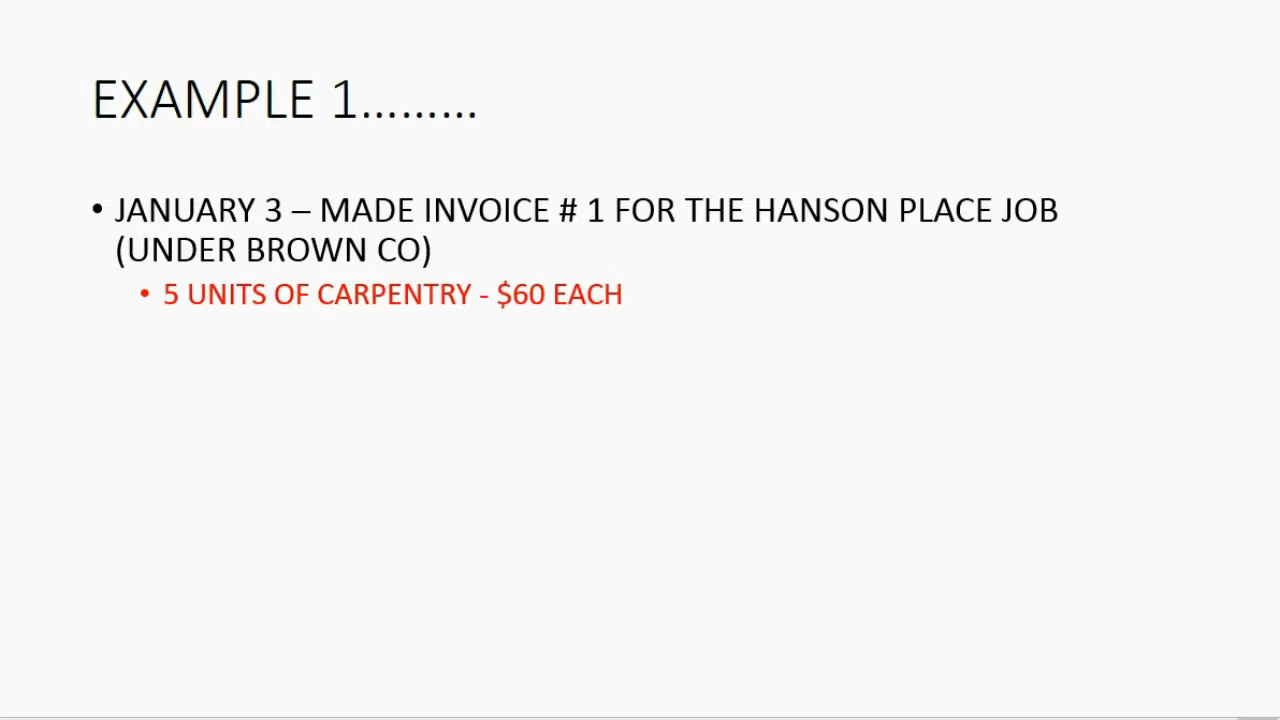 EXAMPLE 1.........
• JANUARY 3 – MADE INVOICE # 1 FOR THE HANSON PLACE JOB
(UNDER BROWN CO)
• 5 UNITS OF CARPENTRY - $60 EACH